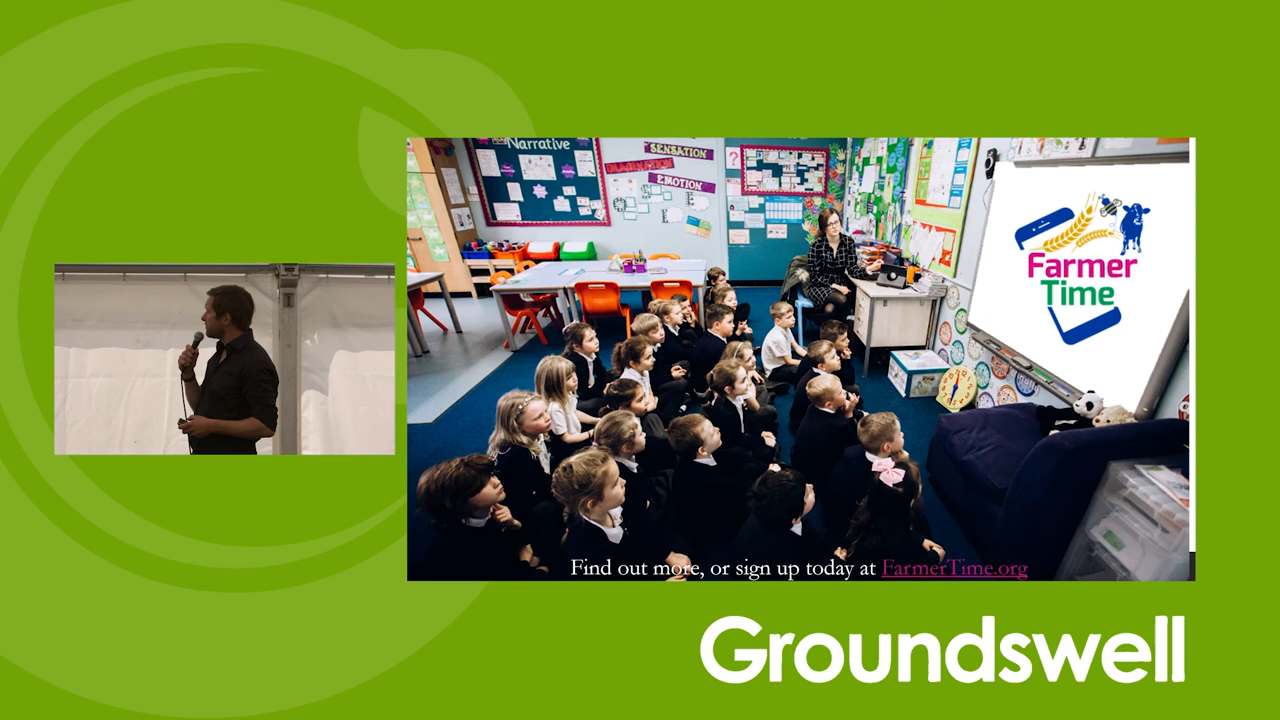 Narrative
SENSATION
IMAGINATION
EMOTION
?
Farmer
Time
Find out more, or sign up today at FarmerTime.org
Groundswell